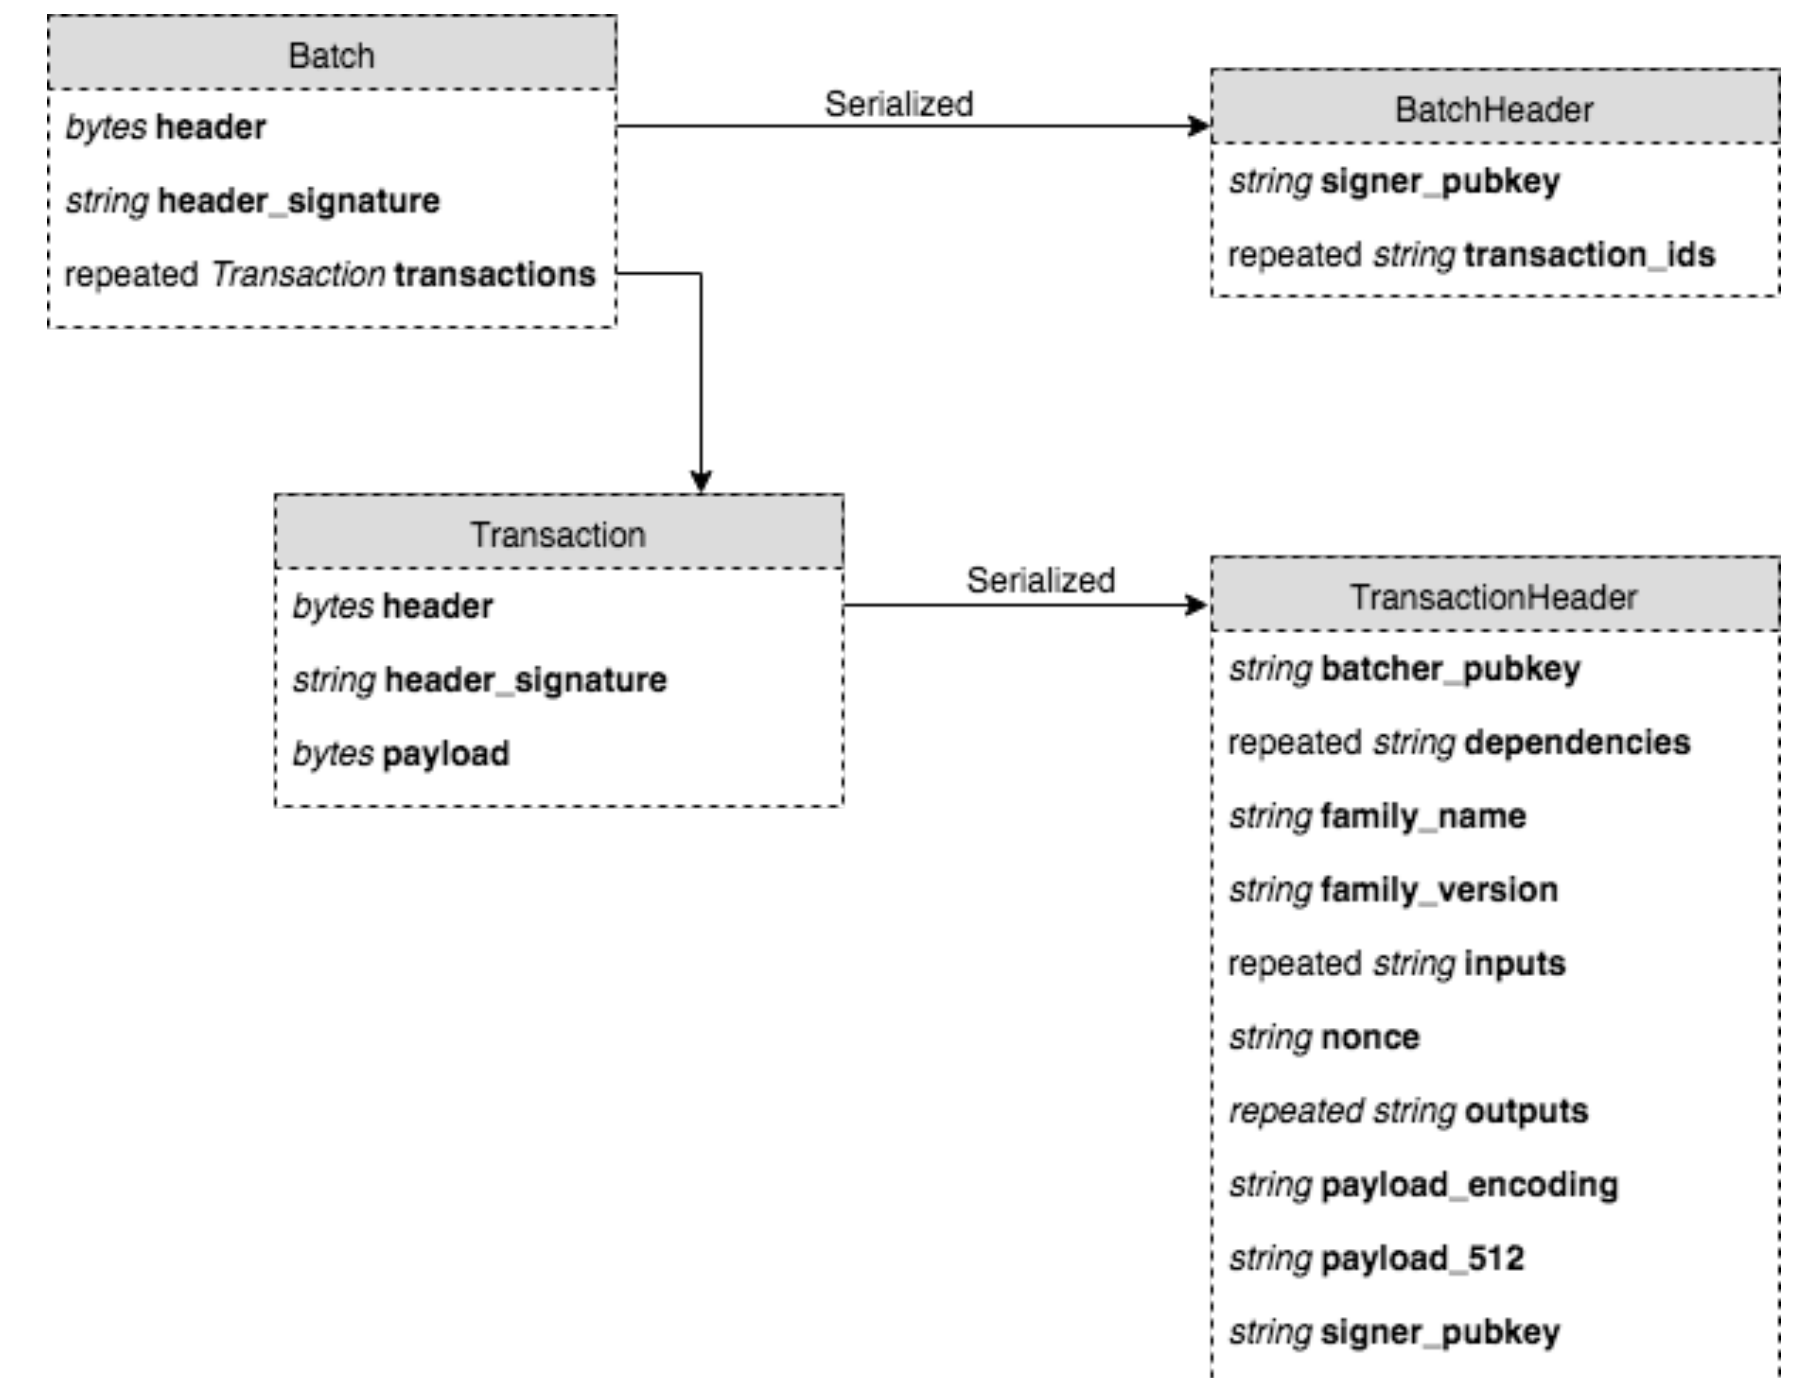 Batch
bytes header
string header_signature
repeated Transaction transactions
Serialized
BatchHeader
string signer_pubkey
repeated string transaction_ids
Transaction
bytes header
string header_signature
bytes payload
Serialized
TransactionHeader
string batcher_pubkey
repeated string dependencies
string family_name
string family_version
repeated string inputs
string nonce
repeated string outputs
string payload_encoding
string payload_512
string signer_pubkey